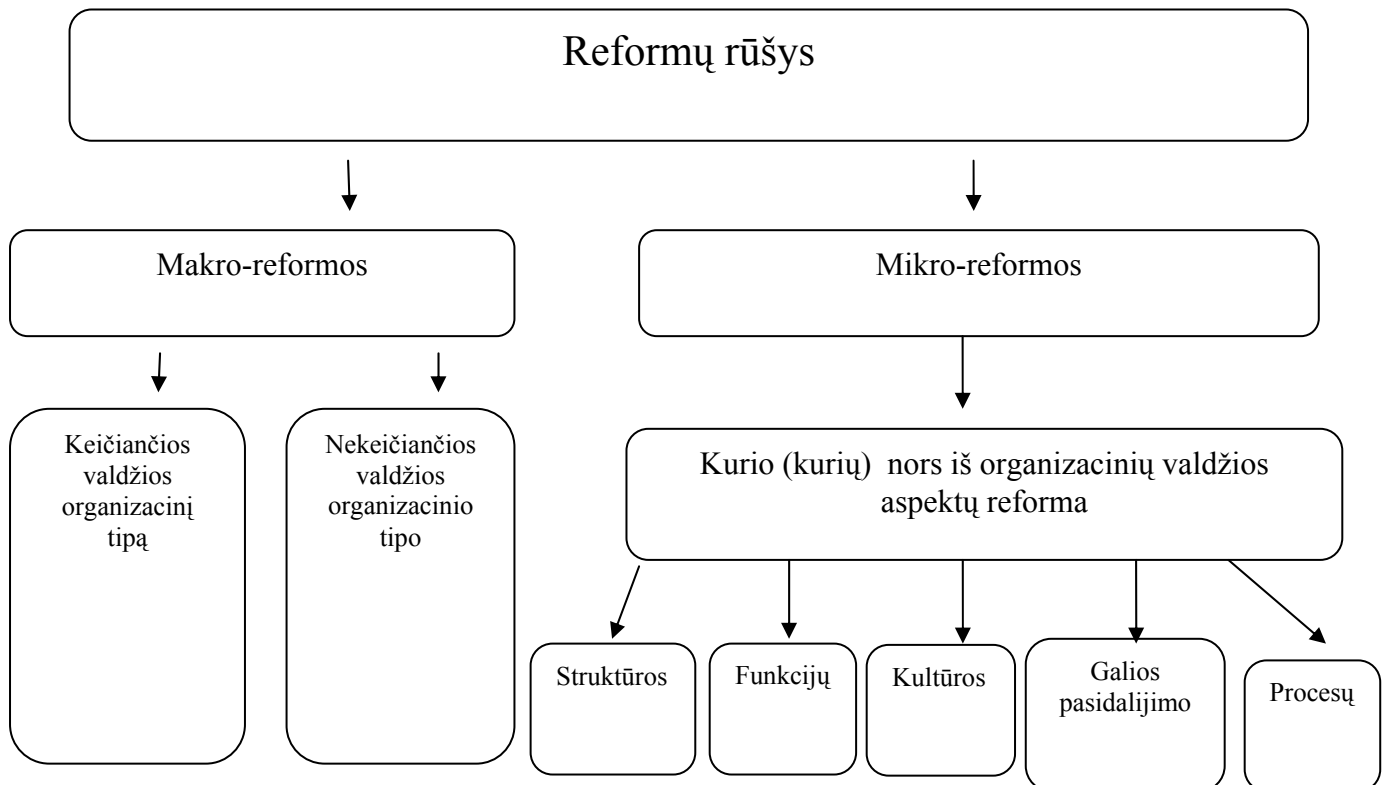 Reformų rūšys
Makro-reformos
Mikro-reformos
Keičiančios
valdžios
organizacinį
tipą
Nekeičiančios
valdžios
organizacinio
tipo
Kurio (kurių)  nors iš organizacinių valdžios
aspektų reforma
Struktūros
Funkcijų
Kultūros
Galios
pasidalijimo
Procesų